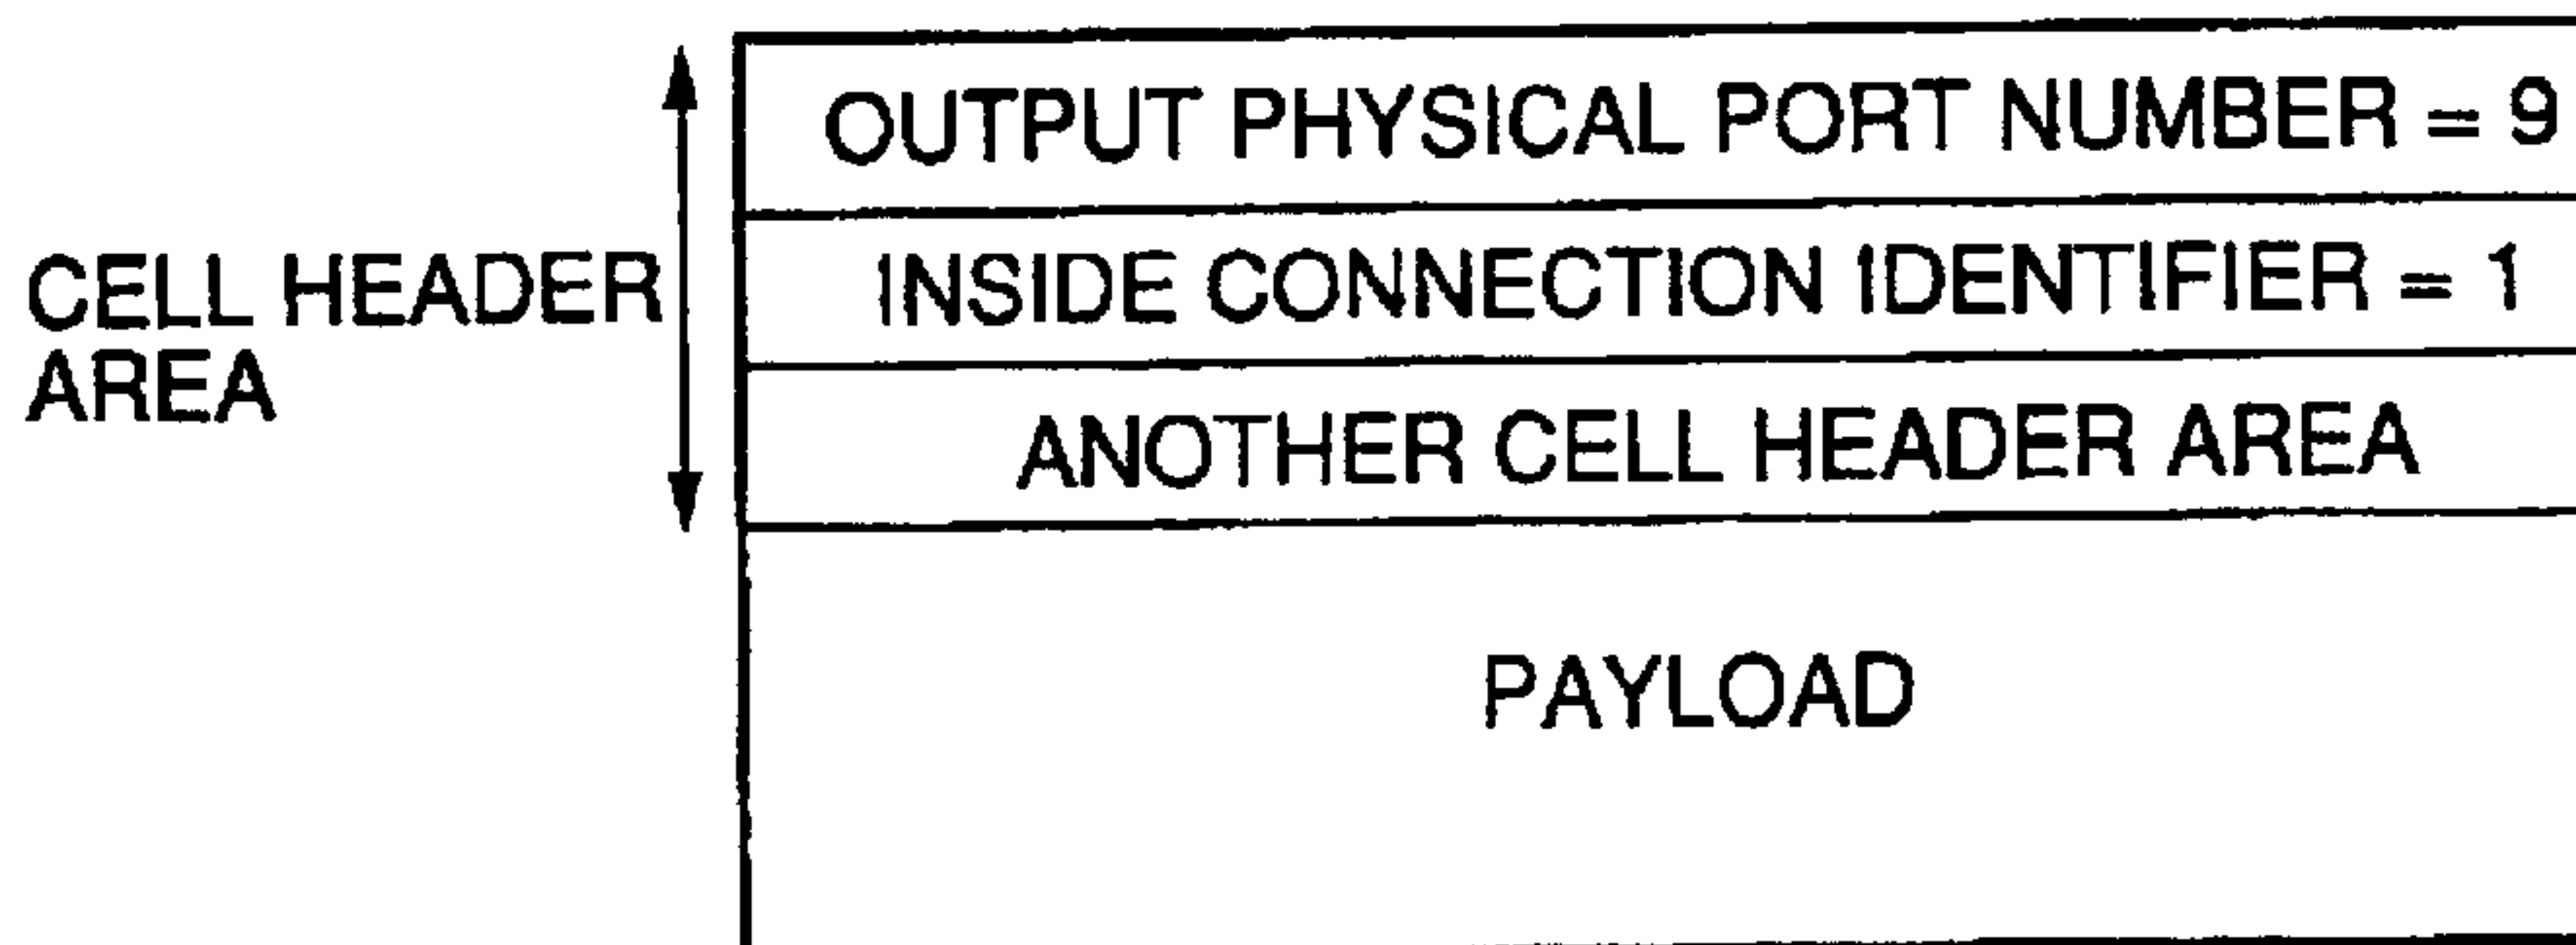 OUTPUT PHYSICAL PORT NUMBER = 9
INSIDE CONNECTION IDENTIFIER = 1
CELL HEADER
AREA
ANOTHER CELL HEADER AREA
PAYLOAD